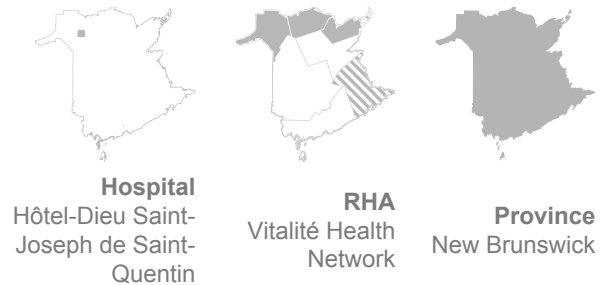 Hospital
Hôtel-Dieu Saint-
Joseph de Saint-
Quentin
RHA
Vitalité Health
Network
Province
New Brunswick